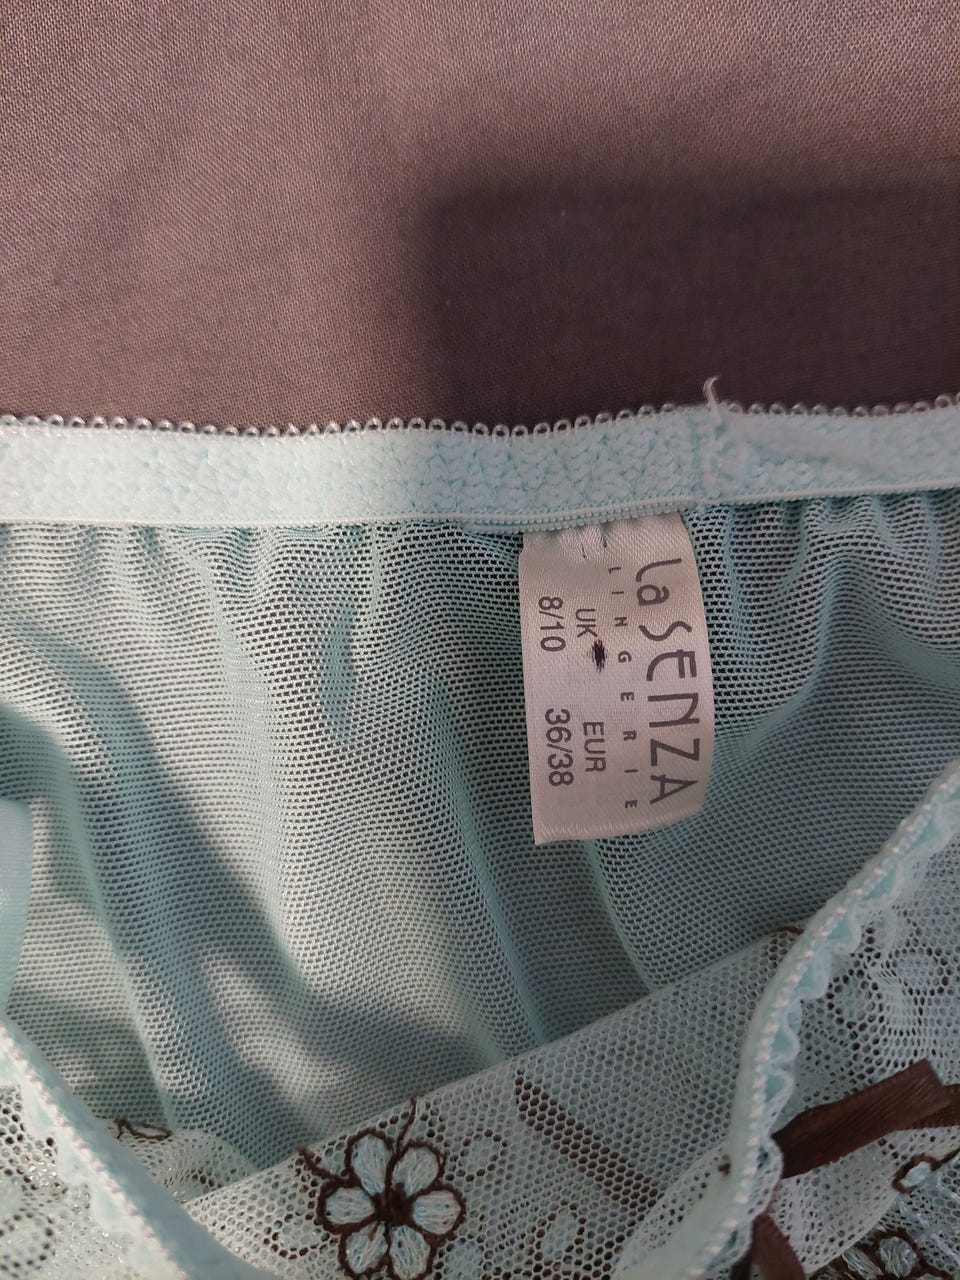 La SENZA
LINGERIE
UK EUR
8/10 36/38